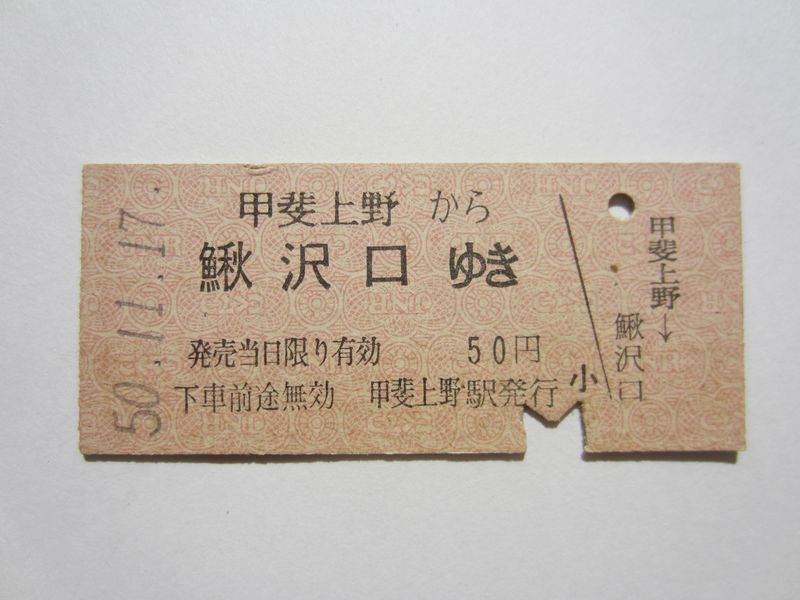 50.11.17.
甲斐上野 から
鰍沢口 ゆき
発売当日限り有効 50円
下車前途無効 甲斐上野駅発行
小
甲斐上野→
鰍沢口